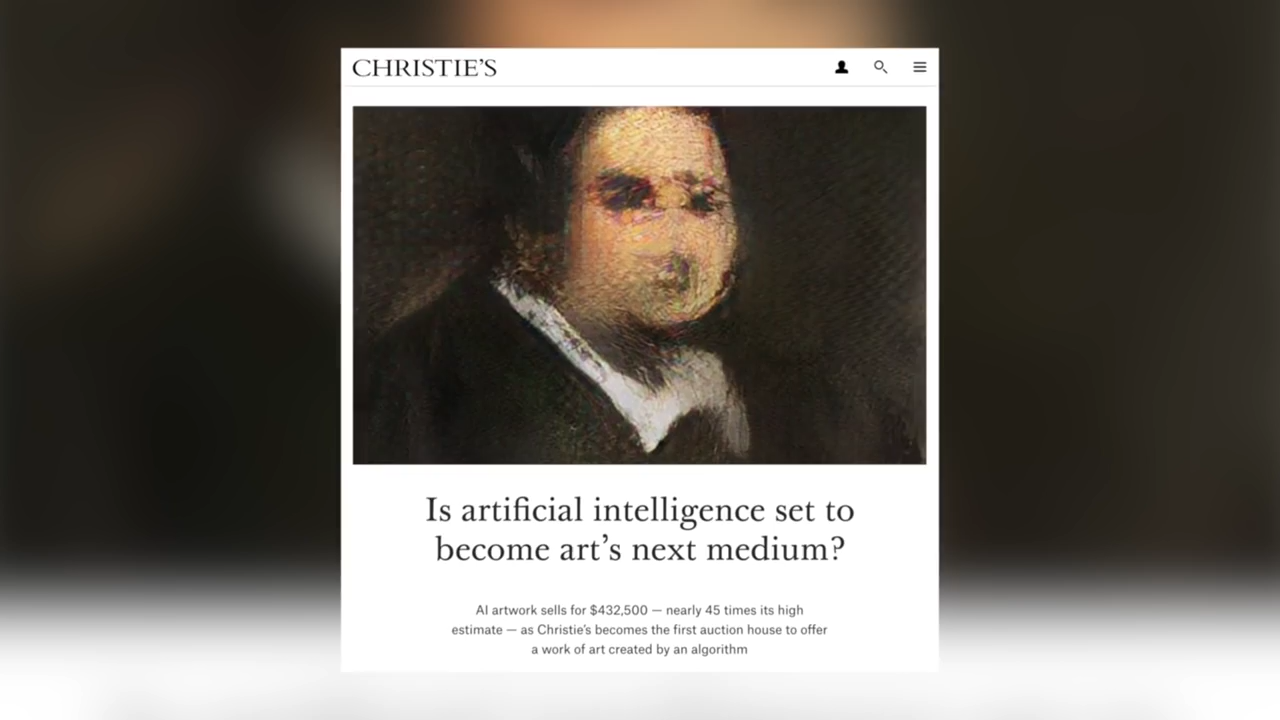 CHRISTIE'S
Is artificial intelligence set to
become art's next medium?
AI artwork sells for $432,500 — nearly 45 times its high
estimate — as Christie's becomes the first auction house to offer
a work of art created by an algorithm